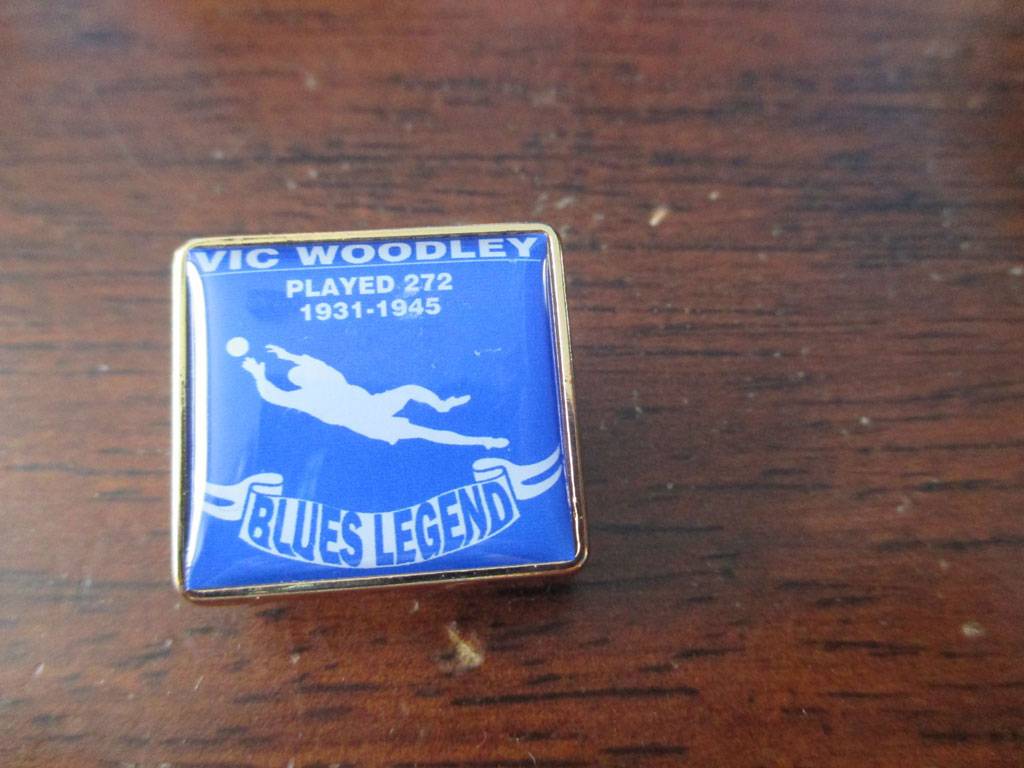 VIC WOODLEY
PLAYED 272
1931-1945
BLUES LEGEND